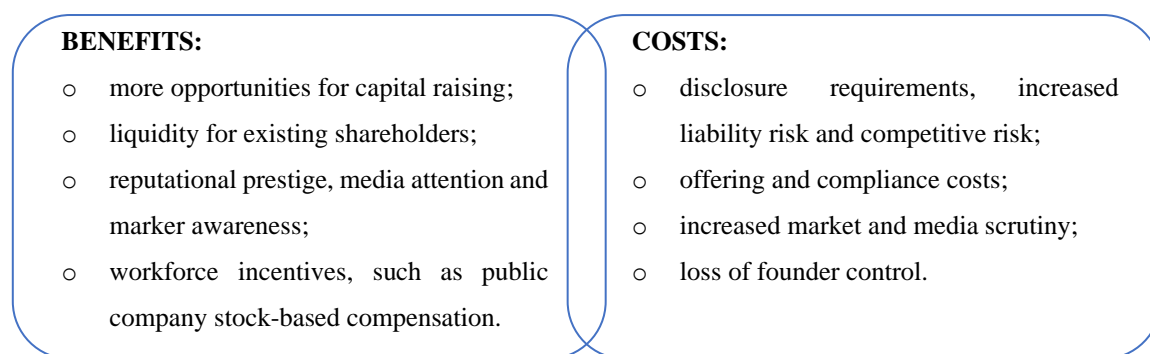 BENEFITS:
o more opportunities for capital raising;
o liquidity for existing shareholders;
o reputational prestige, media attention and
marker awareness;
o workforce incentives, such as public
company stock-based compensation.
COSTS:
o disclosure requirements, increased
liability risk and competitive risk;
o offering and compliance costs;
o increased market and media scrutiny;
o loss of founder control.